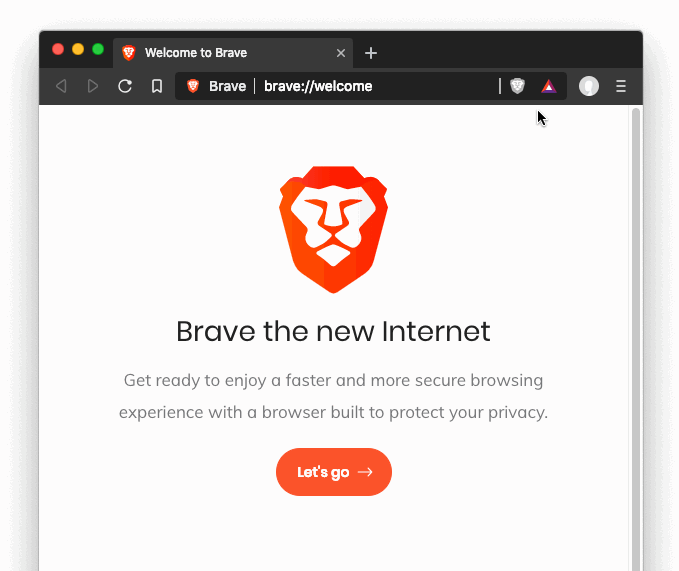 Welcome to Brave
Brave brave://welcome
Brave the new Internet
Get ready to enjoy a faster and more secure browsing
experience with a browser built to protect your privacy.
Let's go